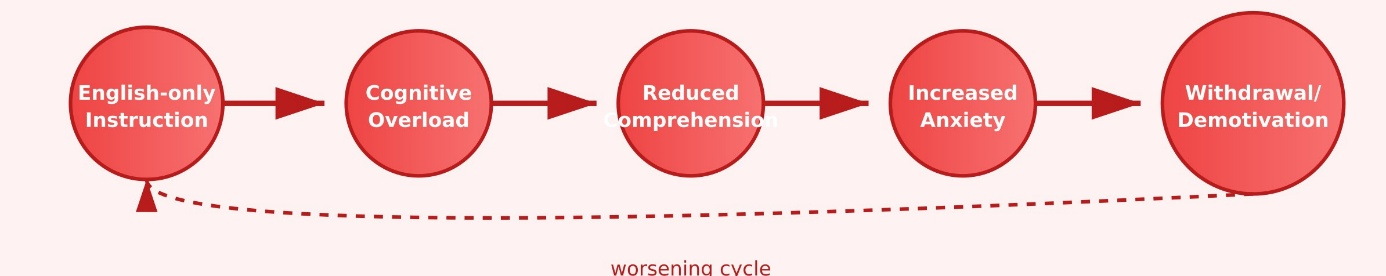 English-only
Instruction
Cognitive
Overload
Reduced
Comprehension
Increased
Anxiety
Withdrawal/
Demotivation
worsening cycle